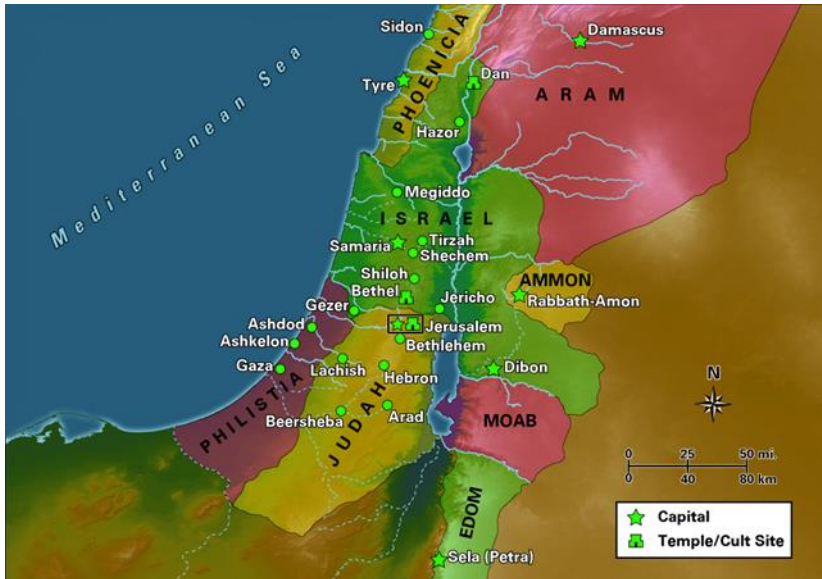 Sidon
PHOENICIA
Damascus
Mediterranean Sea
Tyre
Dan
ARAM
Hazor
Megiddo
ISRAEL
Samaria
Tirzah
Shechem
Shiloh
Bethel
AMMON
Rabbath-Amon
Gezer
Jericho
Ashdod
Jerusalem
Ashkelon
Bethlehem
Gaza
Lachish
Hebron
Dibon
PHILISTIA
JUDAH
Beersheba
Arad
MOAB
N
0 25 50 mi.
0 40 80 km
EDOM
Sela (Petra)
Capital
Temple/Cult Site